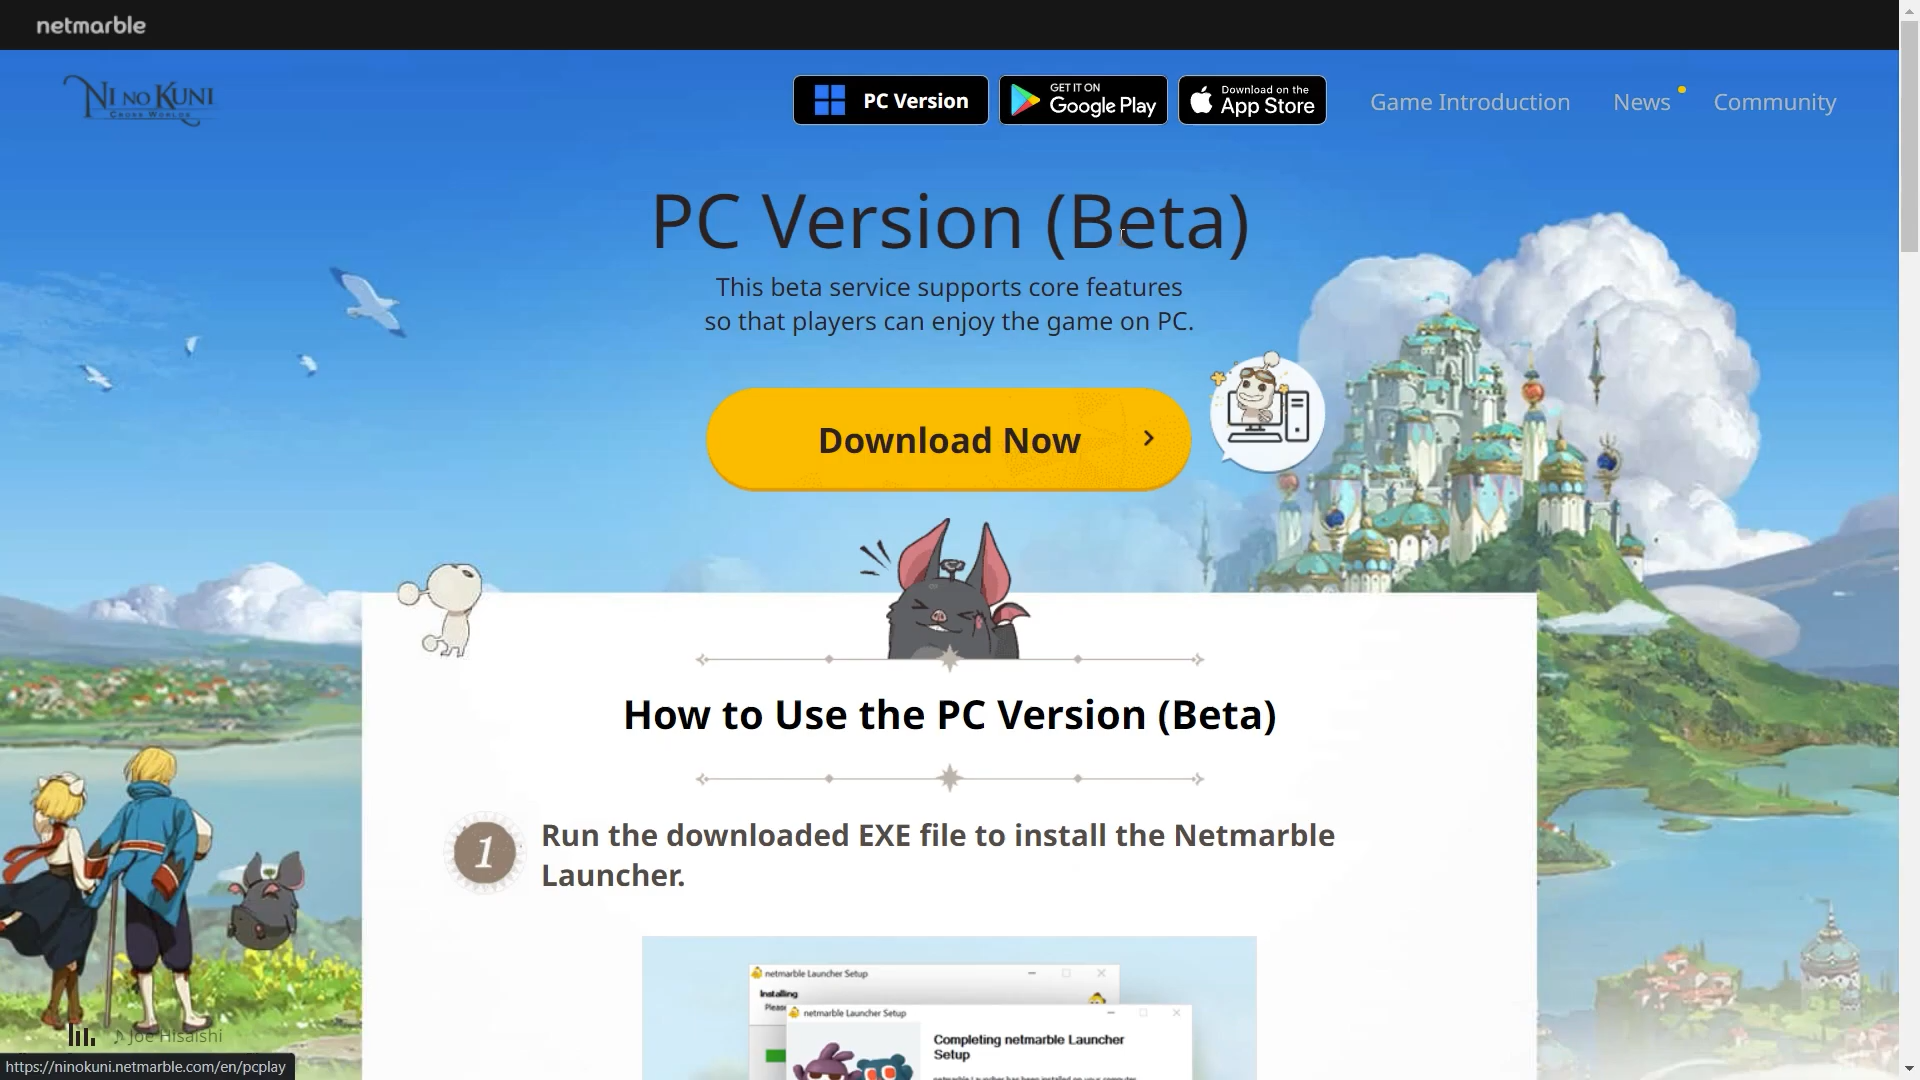 netmarble
NI NO KUNI
CROSS WORLDS
PC Version
GET IT ON
Google Play
Download on the
App Store
Game Introduction
News
Community
PC Version (Beta)
This beta service supports core features
so that players can enjoy the game on PC.
Download Now
How to Use the PC Version (Beta)
1
Run the downloaded EXE file to install the Netmarble
Launcher.
netmarble Launcher Setup
Installing
netmarble Launcher Setup
Completing netmarble Launcher
Setup
♪ Joe Hisaishi
https://ninokuni.netmarble.com/en/pcplay